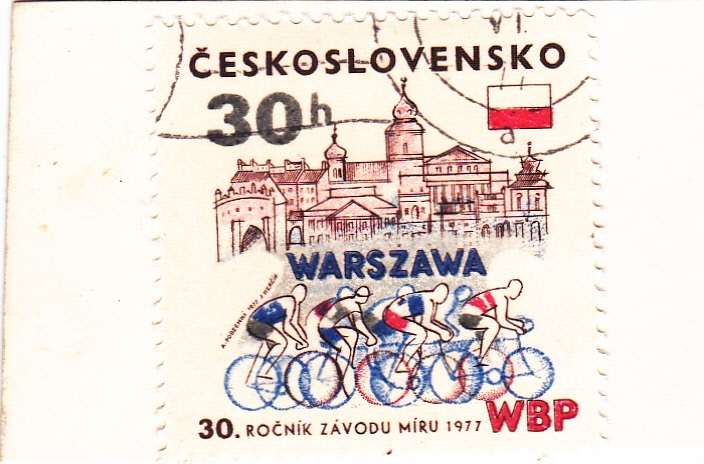 ČESKOSLOVENSKO
30h
a
WARSZAWA
30. ROČNÍK ZÁVODU MÍRU 1977 WBP